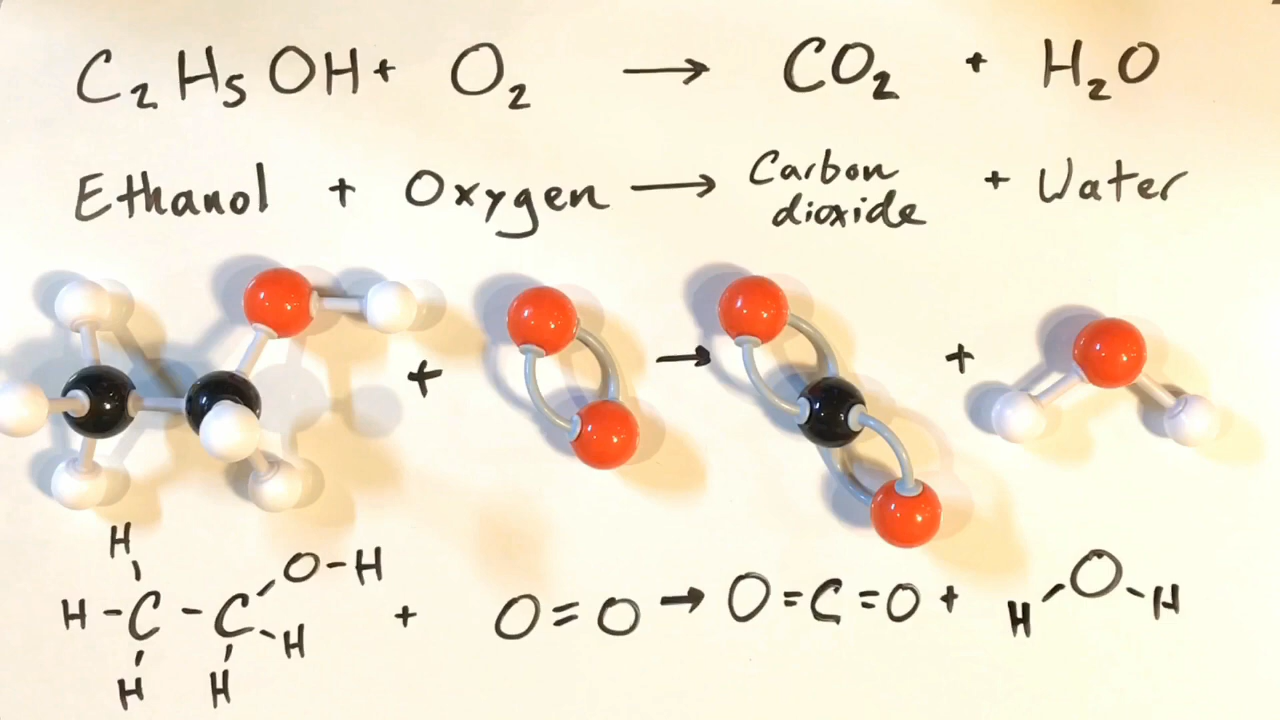 C₂H₅OH + O₂ → CO₂ + H₂O
Ethanol + Oxygen → Carbon dioxide + Water
+ → +
H
O-H
H-C-C + O=O → O=C=O + H O H
H
H H